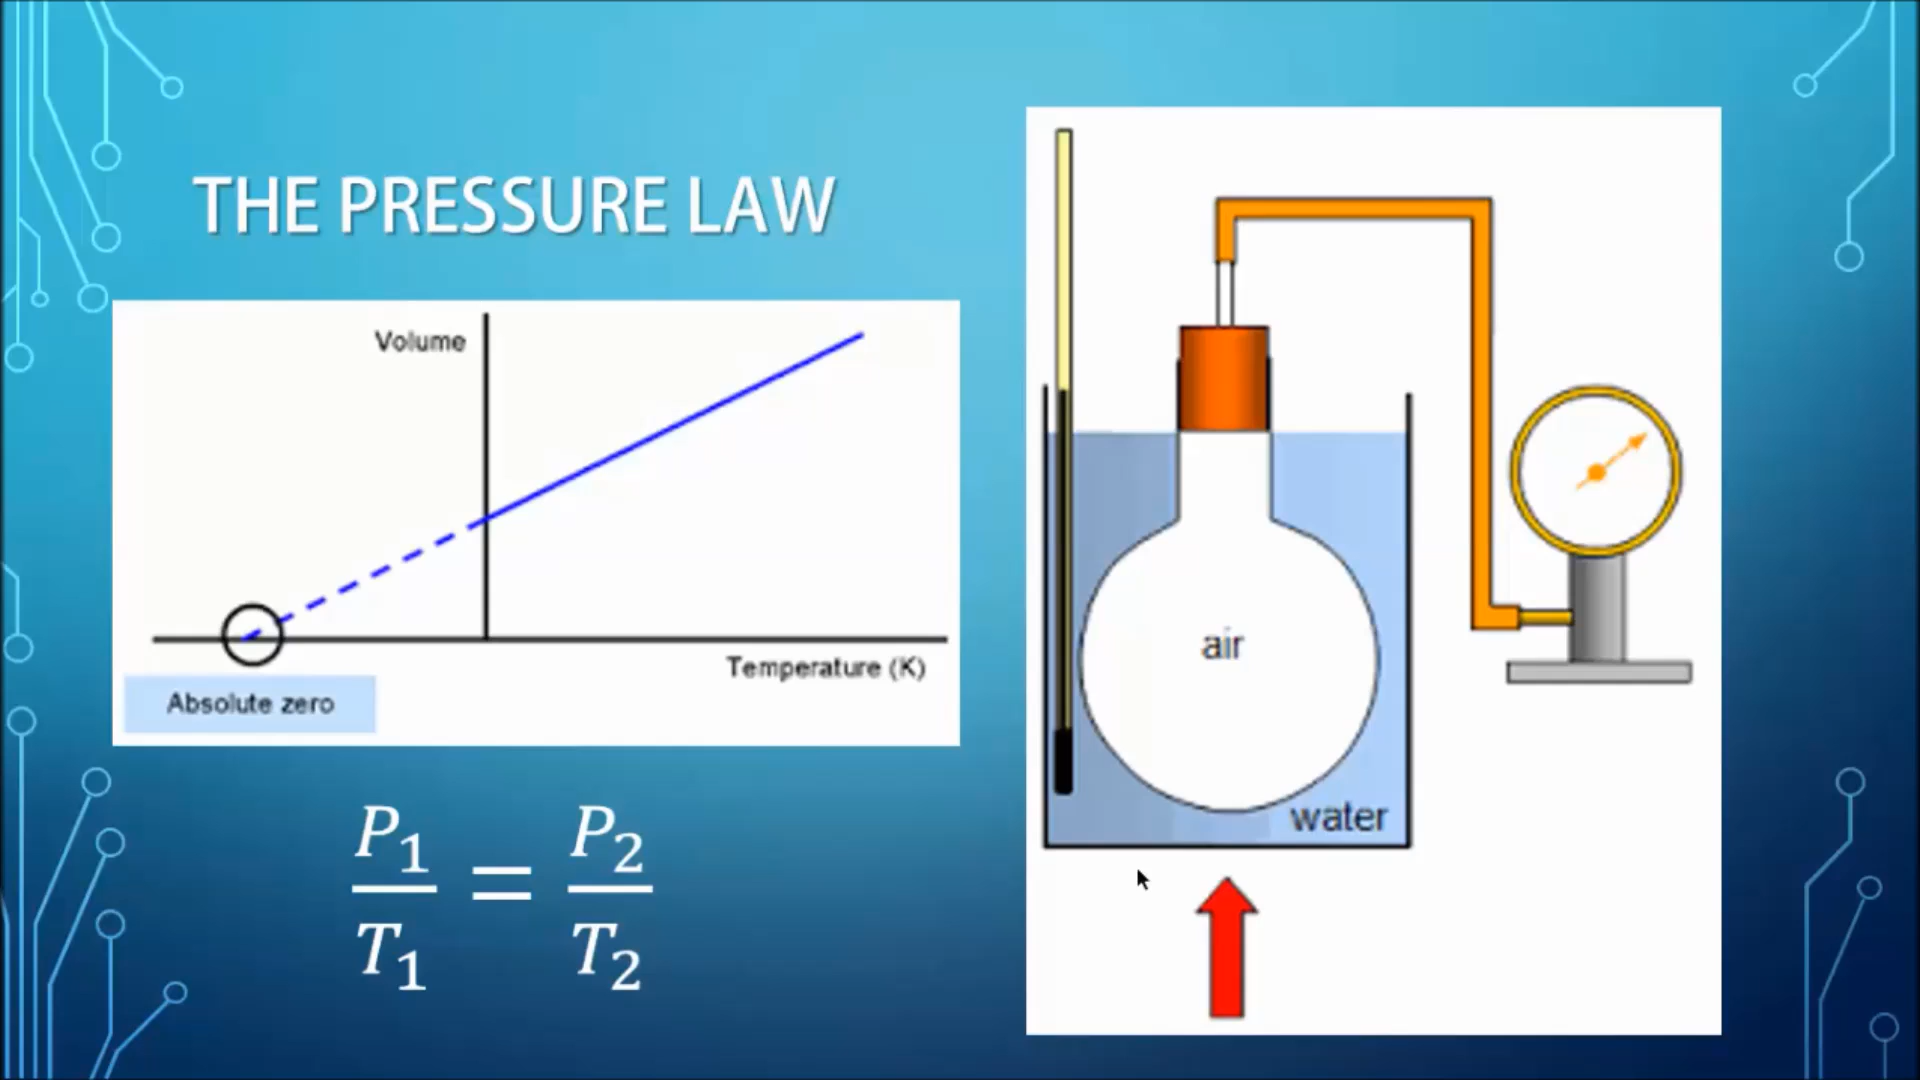 THE PRESSURE LAW
Volume
Temperature (K)
Absolute zero
P₁/T₁ = P₂/T₂
air
water